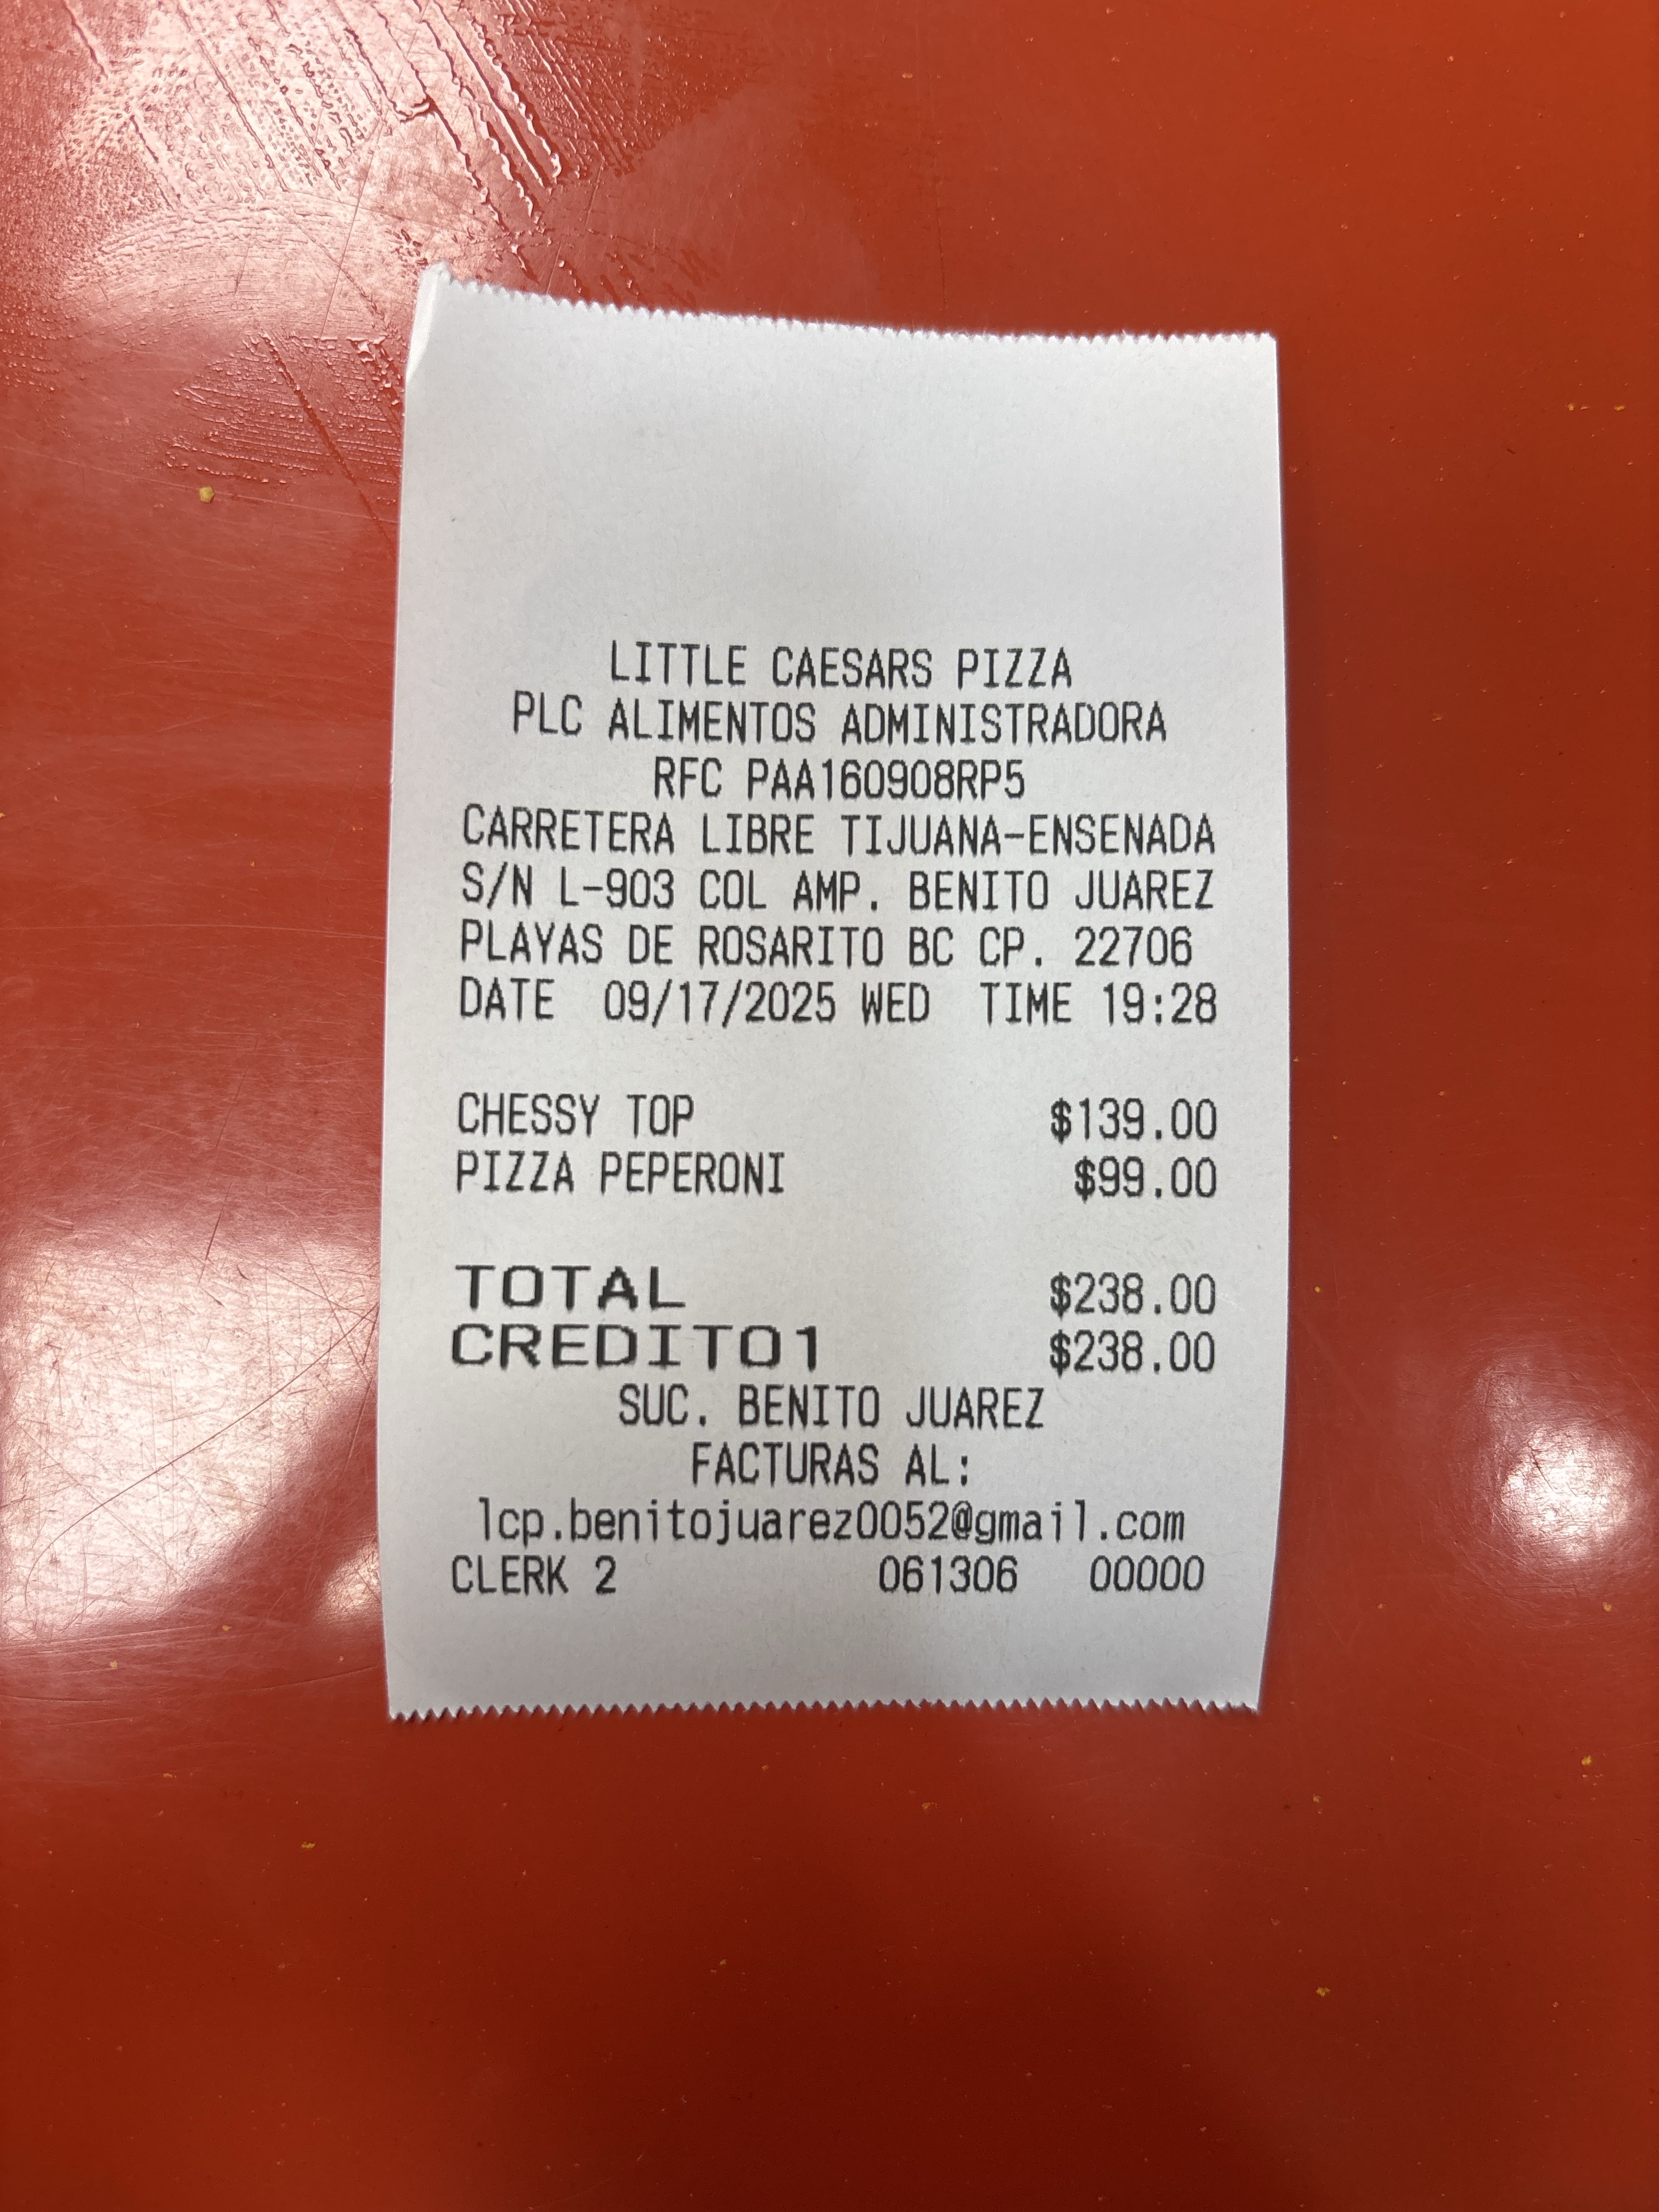 LITTLE CAESARS PIZZA
PLC ALIMENTOS ADMINISTRADORA
RFC PAA160908RP5
CARRETERA LIBRE TIJUANA-ENSENADA
S/N L-903 COL AMP. BENITO JUAREZ
PLAYAS DE ROSARITO BC CP. 22706
DATE 09/17/2025 WED TIME 19:28
CHESSY TOP $139.00
PIZZA PEPERONI $99.00
TOTAL $238.00
CREDITO1 $238.00
SUC. BENITO JUAREZ
FACTURAS AL:
lcp.benitojuarez0052@gmail.com
CLERK 2 061306 00000